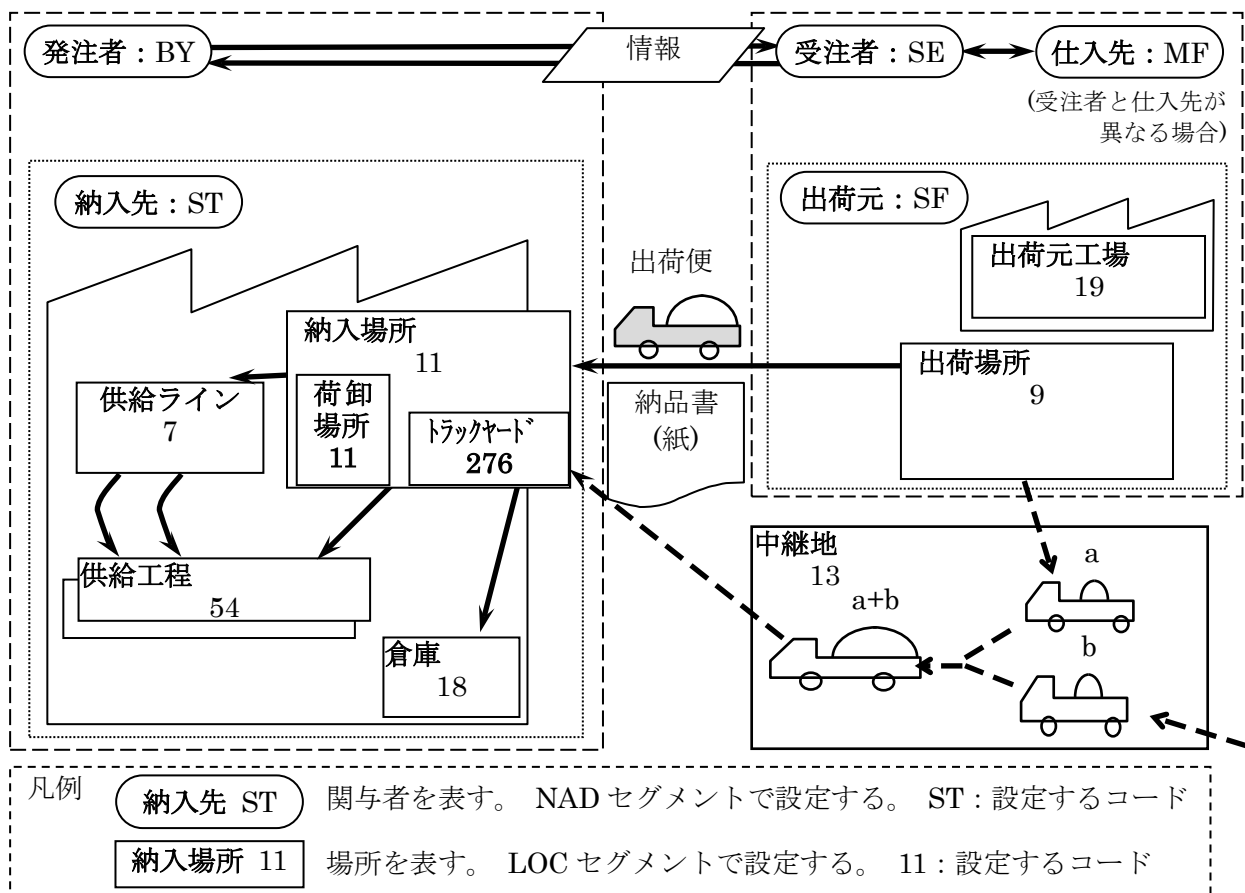 発注者：BY
情報
受注者：SE
仕入先：MF
(受注者と仕入先が
異なる場合)
納入先：ST
出荷元：SF
出荷便
出荷元工場
19
納入場所
11
出荷場所
9
供給ライン
7
荷卸
場所
11
ﾄﾗｯｸﾔｰﾄﾞ
276
納品書
(紙)
中継地
13
a
a+b
b
供給工程
54
倉庫
18
凡例
納入先 ST
関与者を表す。 NAD セグメントで設定する。 ST：設定するコード
納入場所 11
場所を表す。 LOC セグメントで設定する。 11：設定するコード